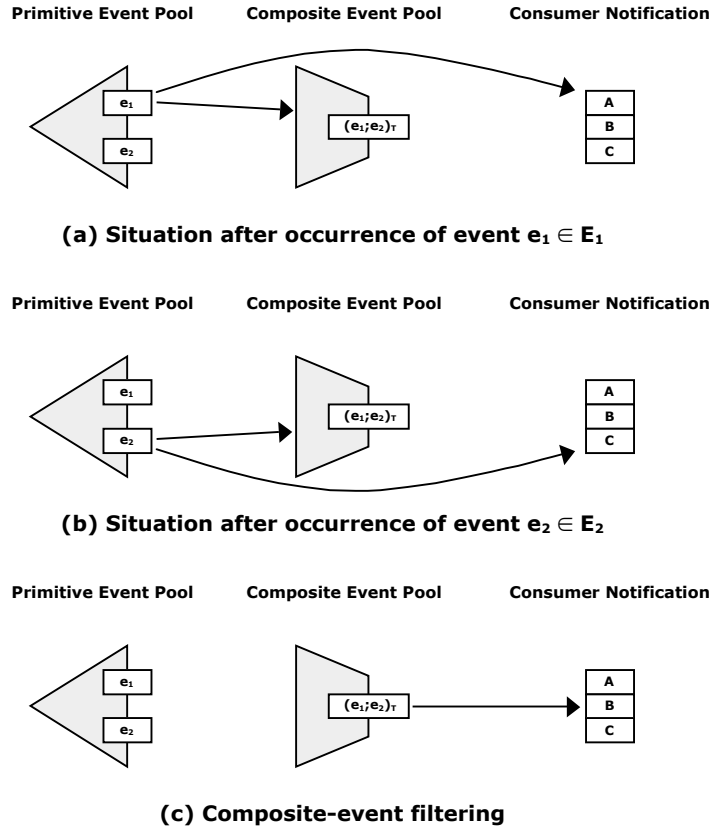 Primitive Event Pool Composite Event Pool Consumer Notification
e₁
A
(e₁;e₂)ᴛ
B
e₂
C
(a) Situation after occurrence of event e₁ ∈ E₁
Primitive Event Pool Composite Event Pool Consumer Notification
e₁
A
(e₁;e₂)ᴛ
B
e₂
C
(b) Situation after occurrence of event e₂ ∈ E₂
Primitive Event Pool Composite Event Pool Consumer Notification
e₁
A
(e₁;e₂)ᴛ
B
e₂
C
(c) Composite-event filtering